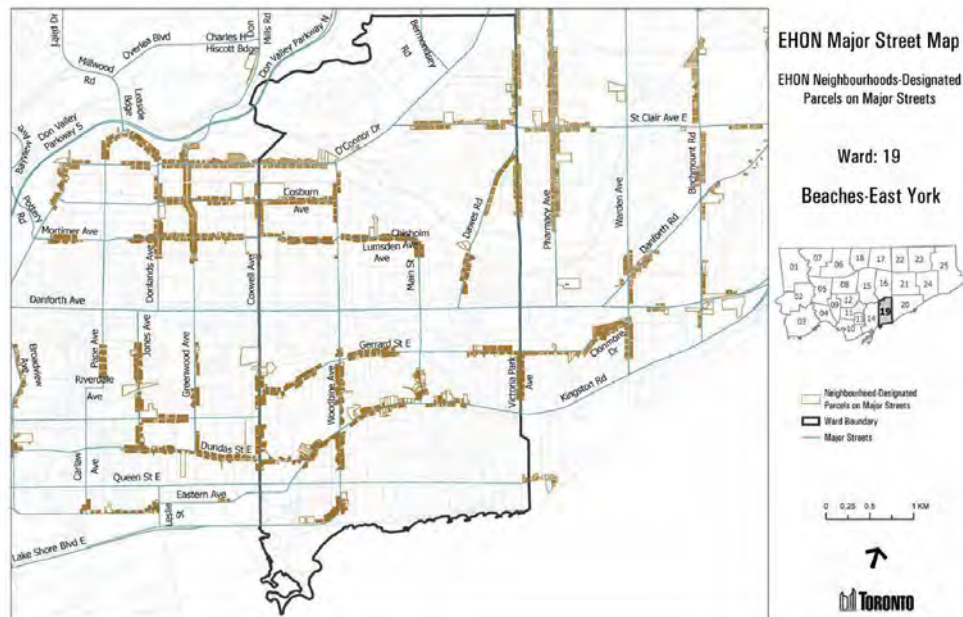 EHON Major Street Map
EHON Neighbourhoods-Designated
Parcels on Major Streets
Ward: 19
Beaches-East York
Laird Dr
Overlea Blvd
Charles H
Hiscott Bdge
Don
Mills Rd
Don Valley Parkway N
Bermondsey
Rd
Millwood
Rd
Leaside
Bdge
Don Valley
Parkway S
Bayview
Ave
O'Connor Dr
St Clair Ave E
Birchmount Rd
Pottery
Rd
Cosburn
Ave
Mortimer Ave
Chisholm
Lumsden Ave
Ave
Main St
Dawes Rd
Pharmacy Ave
Warden Ave
Danforth Rd
Donlands Ave
Coxwell Ave
Danforth Ave
Broadview
Ave
Pape Ave
Jones Ave
Greenwood Ave
Riverdale
Ave
Gerrard St E
Woodbine Ave
Victoria Park
Ave
Clonmore
Dr
Kingston Rd
Carlaw
Ave
Dundas St E
Queen St E
Eastern Ave
Leslie
St
Lake Shore Blvd E
01
07
06
18
17
22
23
25
05
08
15
16
21
24
02
12
09
11
04
03
10
13
14
19
20
Neighbourhood-Designated
Parcels on Major Streets
Ward Boundary
Major Streets
0 0.25 0.5 1 KM
TORONTO